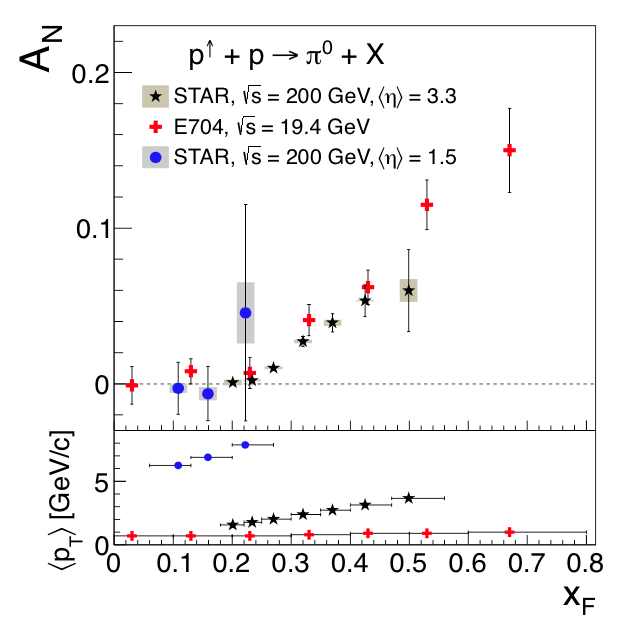 A_N
p↑ + p → π⁰ + X
0.2
STAR, √s = 200 GeV, ⟨η⟩ = 3.3
E704, √s = 19.4 GeV
STAR, √s = 200 GeV, ⟨η⟩ = 1.5
0.1
0
⟨p_T⟩ [GeV/c]
5
0
0 0.1 0.2 0.3 0.4 0.5 0.6 0.7 0.8
x_F